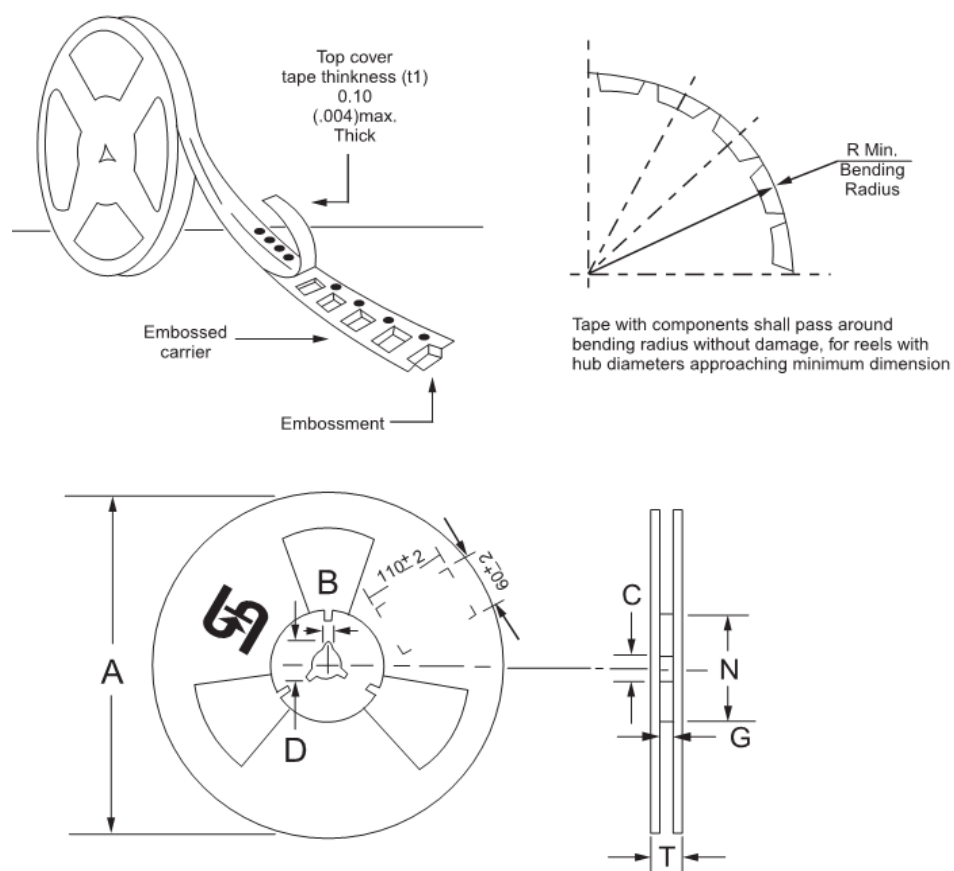 Top cover
tape thinkness (t1)
0.10
(.004)max.
Thick
R Min.
Bending
Radius
Embossed
carrier
Embossment
Tape with components shall pass around
bending radius without damage, for reels with
hub diameters approaching minimum dimension
A
B
D
110±2
60±2
C
N
G
T